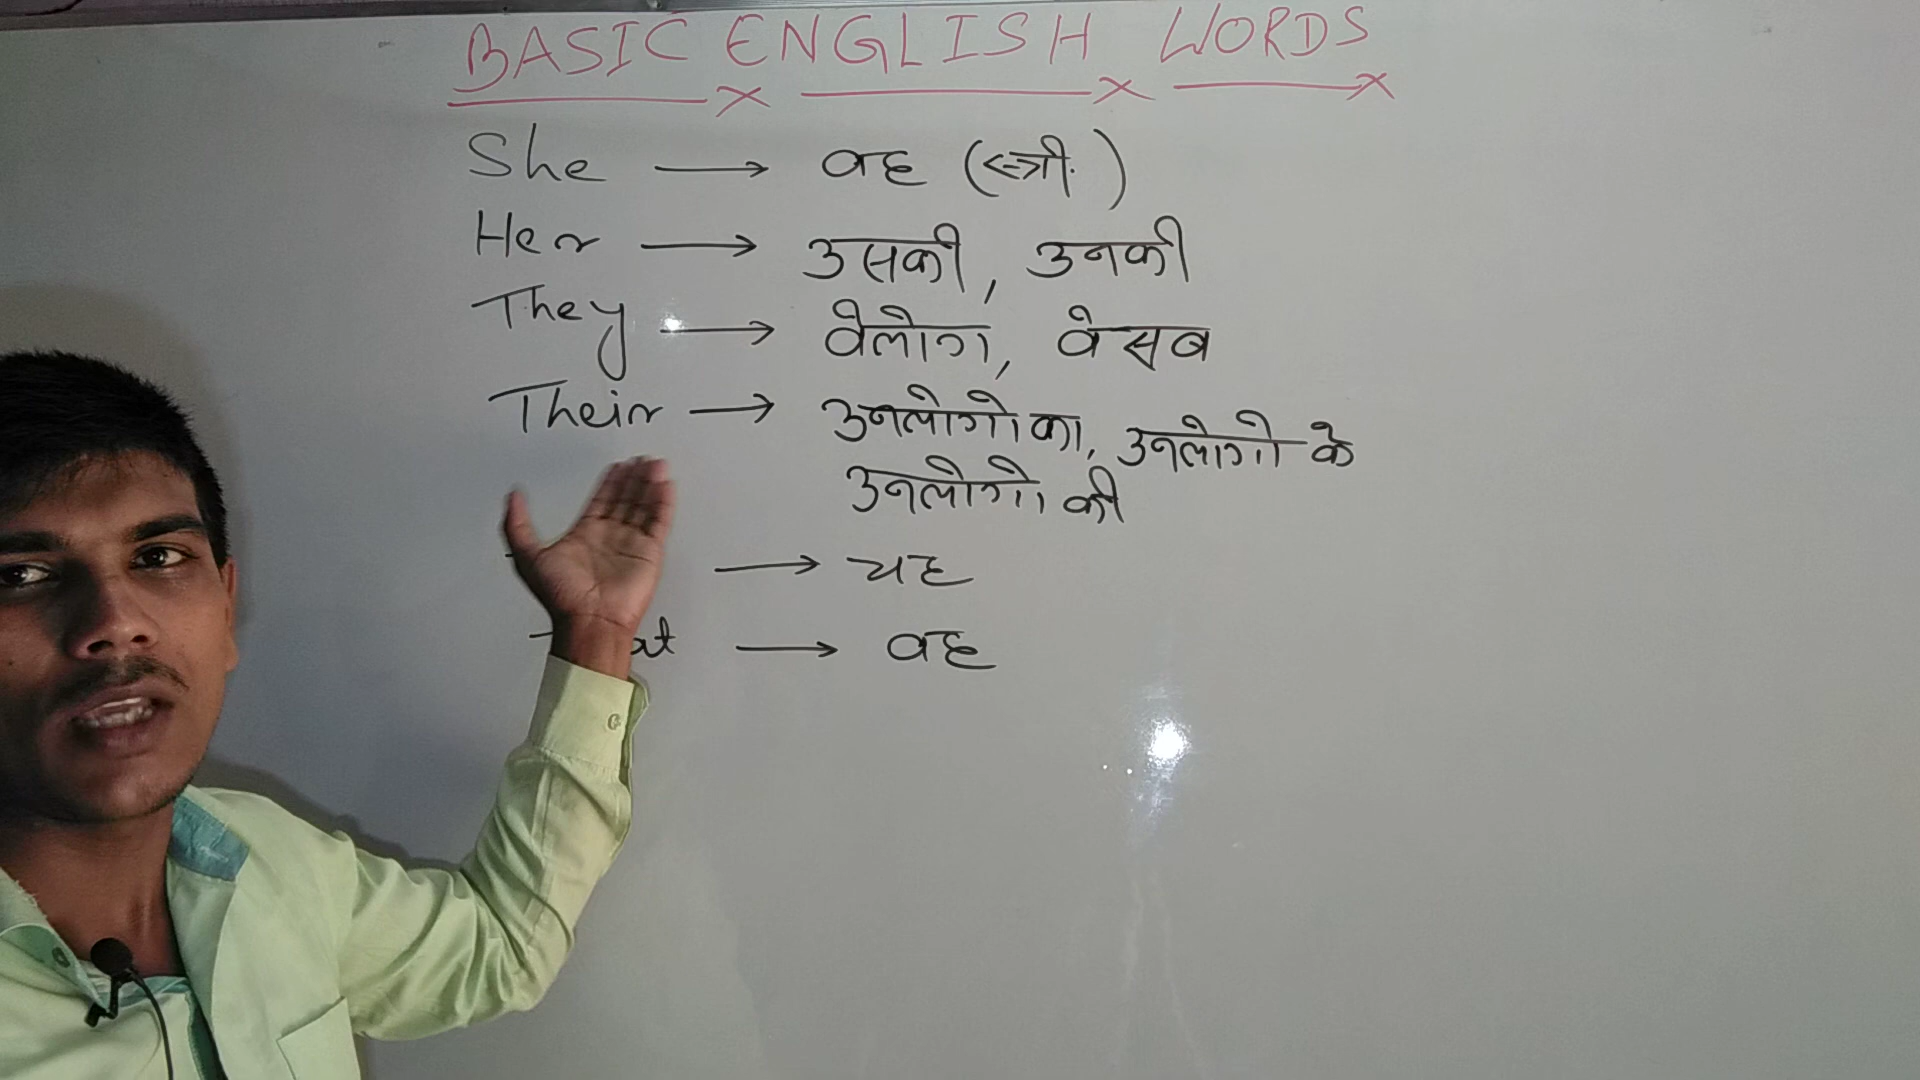 BASIC ENGLISH WORDS
She → वह (स्त्री.)
Her → उसकी, उनकी
They → वेलोग, वे सब
Their → उनलोगो का, उनलोगो के
उनलोगो की
→ यह
→ वह